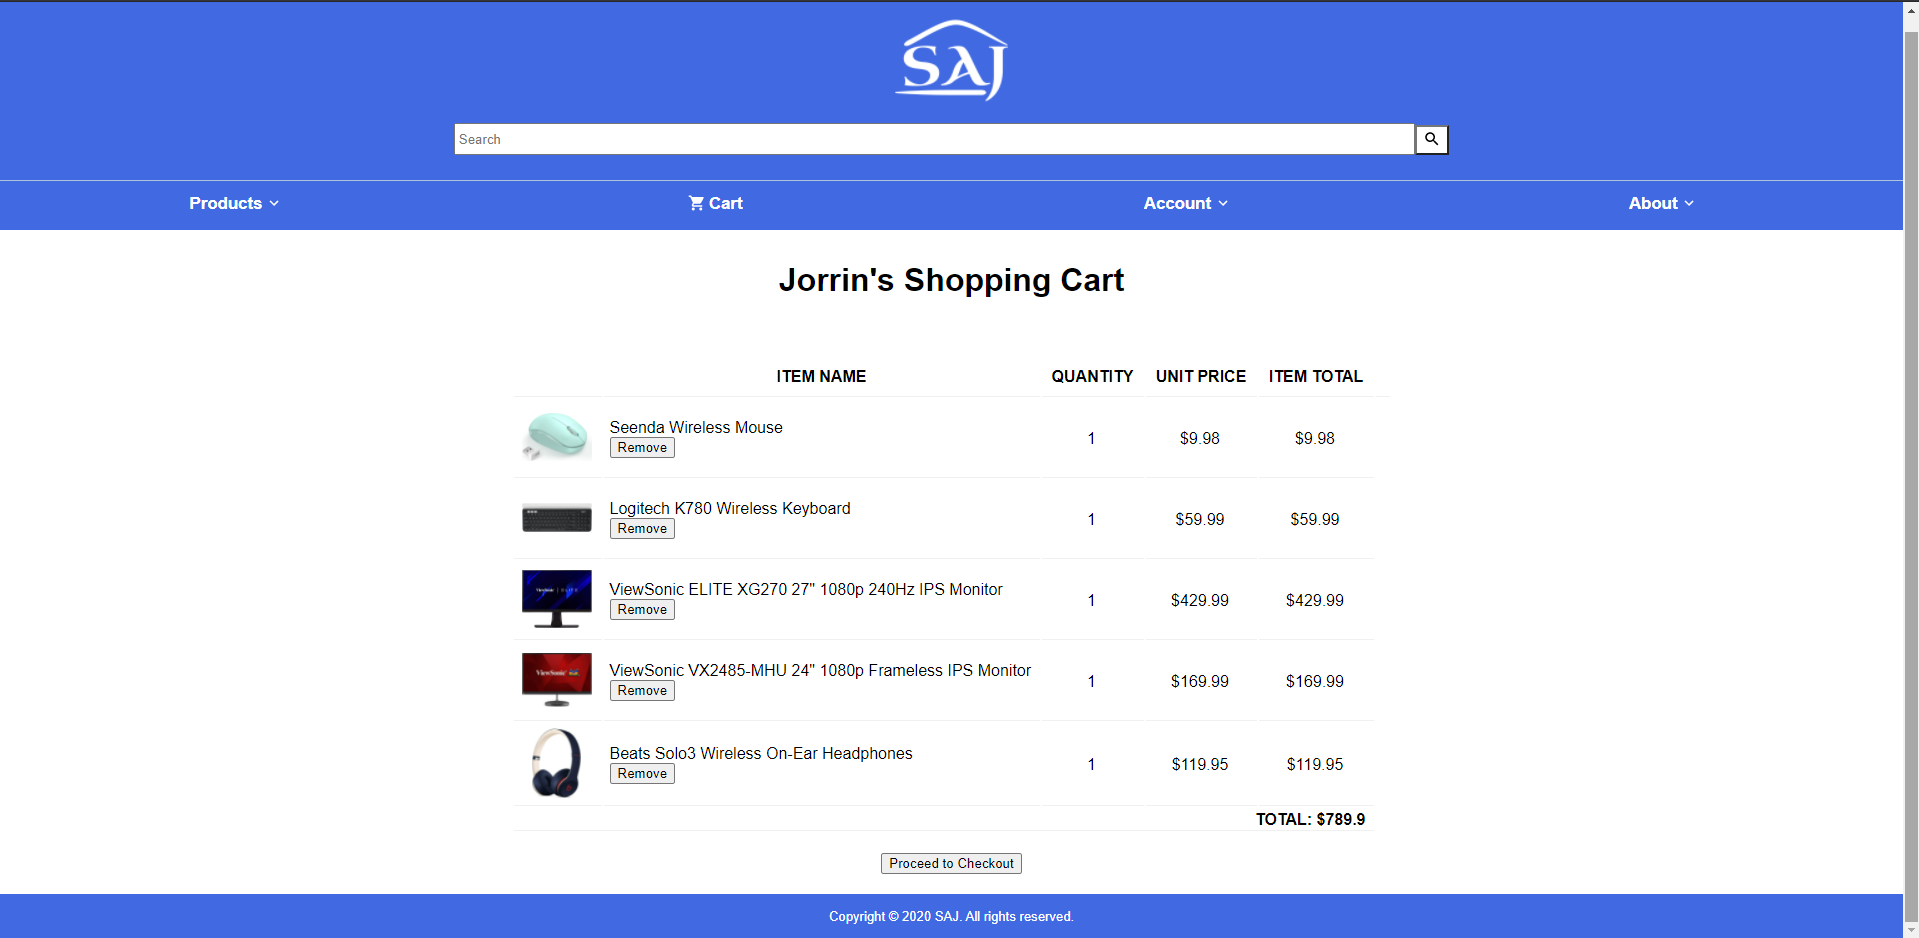 SAJ
Search
Products Cart Account About
Jorrin's Shopping Cart
ITEM NAME QUANTITY UNIT PRICE ITEM TOTAL
Seenda Wireless Mouse
Remove
1 $9.98 $9.98
Logitech K780 Wireless Keyboard
Remove
1 $59.99 $59.99
ViewSonic ELITE XG270 27" 1080p 240Hz IPS Monitor
Remove
1 $429.99 $429.99
ViewSonic VX2485-MHU 24" 1080p Frameless IPS Monitor
Remove
1 $169.99 $169.99
Beats Solo3 Wireless On-Ear Headphones
Remove
1 $119.95 $119.95
TOTAL: $789.9
Proceed to Checkout
Copyright © 2020 SAJ. All rights reserved.